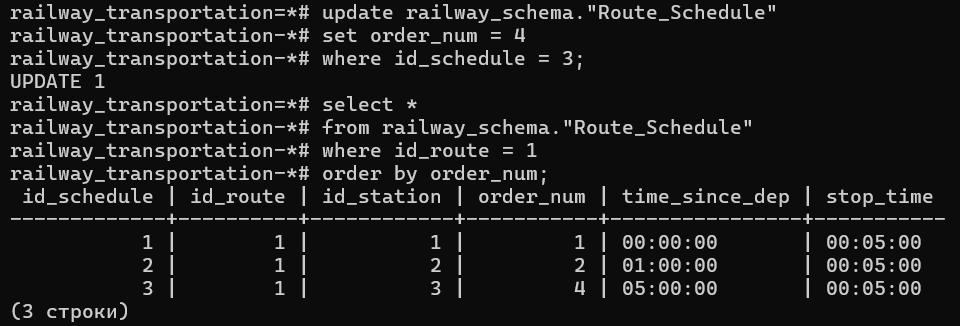 railway_transportation=*# update railway_schema."Route_Schedule"
railway_transportation-*# set order_num = 4
railway_transportation-*# where id_schedule = 3;
UPDATE 1
railway_transportation=*# select *
railway_transportation-*# from railway_schema."Route_Schedule"
railway_transportation-*# where id_route = 1
railway_transportation-*# order by order_num;
 id_schedule | id_route | id_station | order_num | time_since_dep | stop_time
-------------+----------+------------+-----------+----------------+-----------
           1 |        1 |          1 |         1 | 00:00:00       | 00:05:00
           2 |        1 |          2 |         2 | 01:00:00       | 00:05:00
           3 |        1 |          3 |         4 | 05:00:00       | 00:05:00
(3 строки)